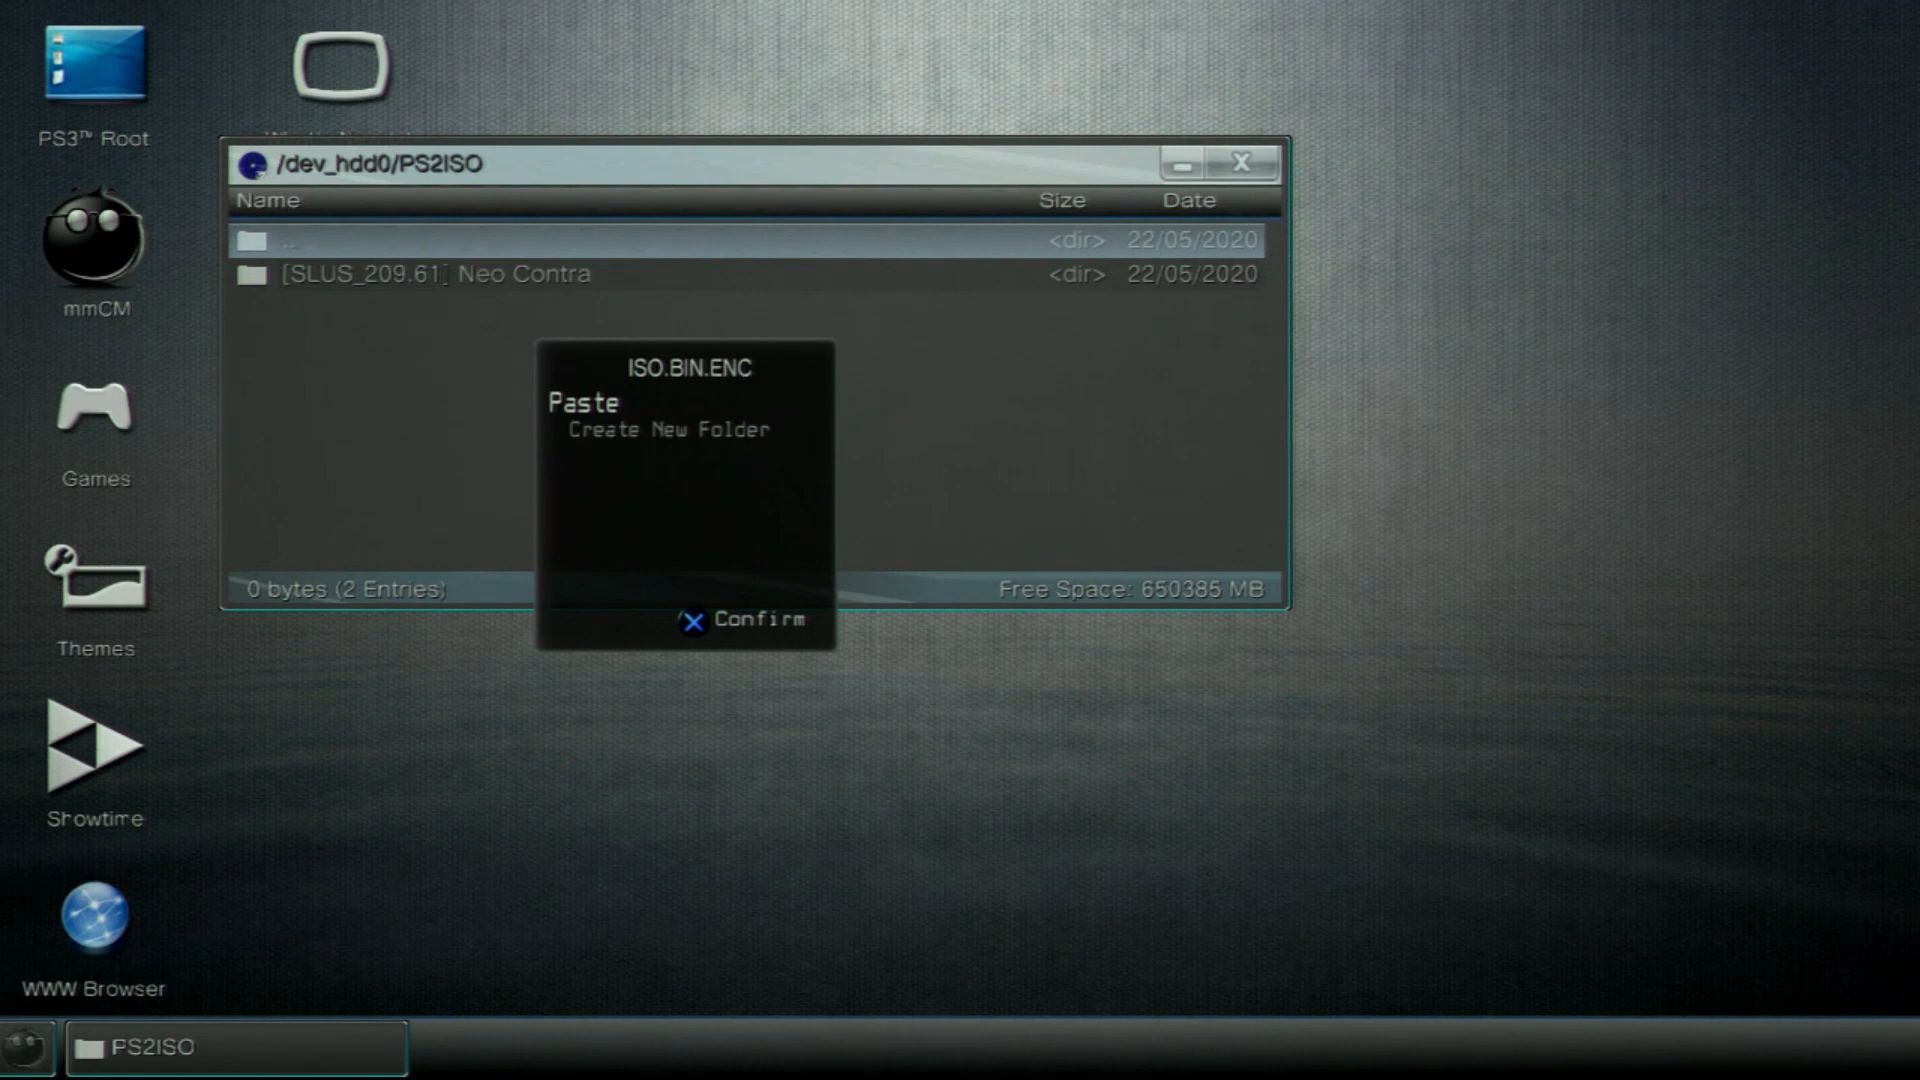 PS3™ Root
/dev_hdd0/PS2ISO
X
Name Size Date
.. <dir> 22/05/2020
[SLUS_209.61] Neo Contra <dir> 22/05/2020
mmCM
ISO.BIN.ENC
Paste
Create New Folder
Confirm
Games
0 bytes (2 Entries)
Free Space: 650385 MB
Themes
Showtime
WWW Browser
PS2ISO